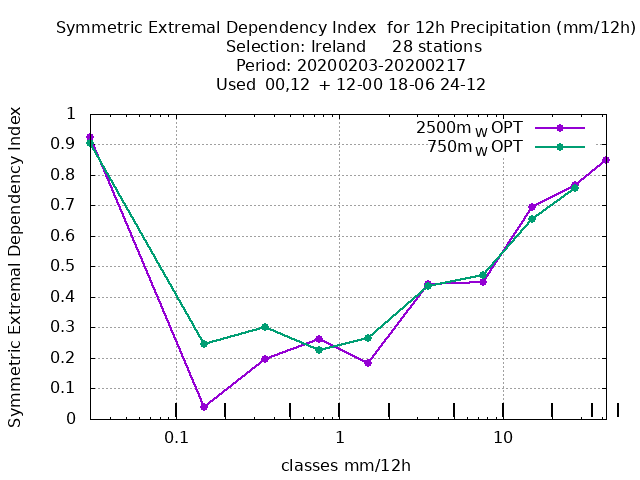 Symmetric Extremal Dependency Index  for 12h Precipitation (mm/12h)
Selection: Ireland     28 stations
Period: 20200203-20200217
Used  00,12  + 12-00 18-06 24-12
Symmetric Extremal Dependency Index
1
0.9
0.8
0.7
0.6
0.5
0.4
0.3
0.2
0.1
0
2500m W OPT
750m W OPT
0.1
1
10
classes mm/12h